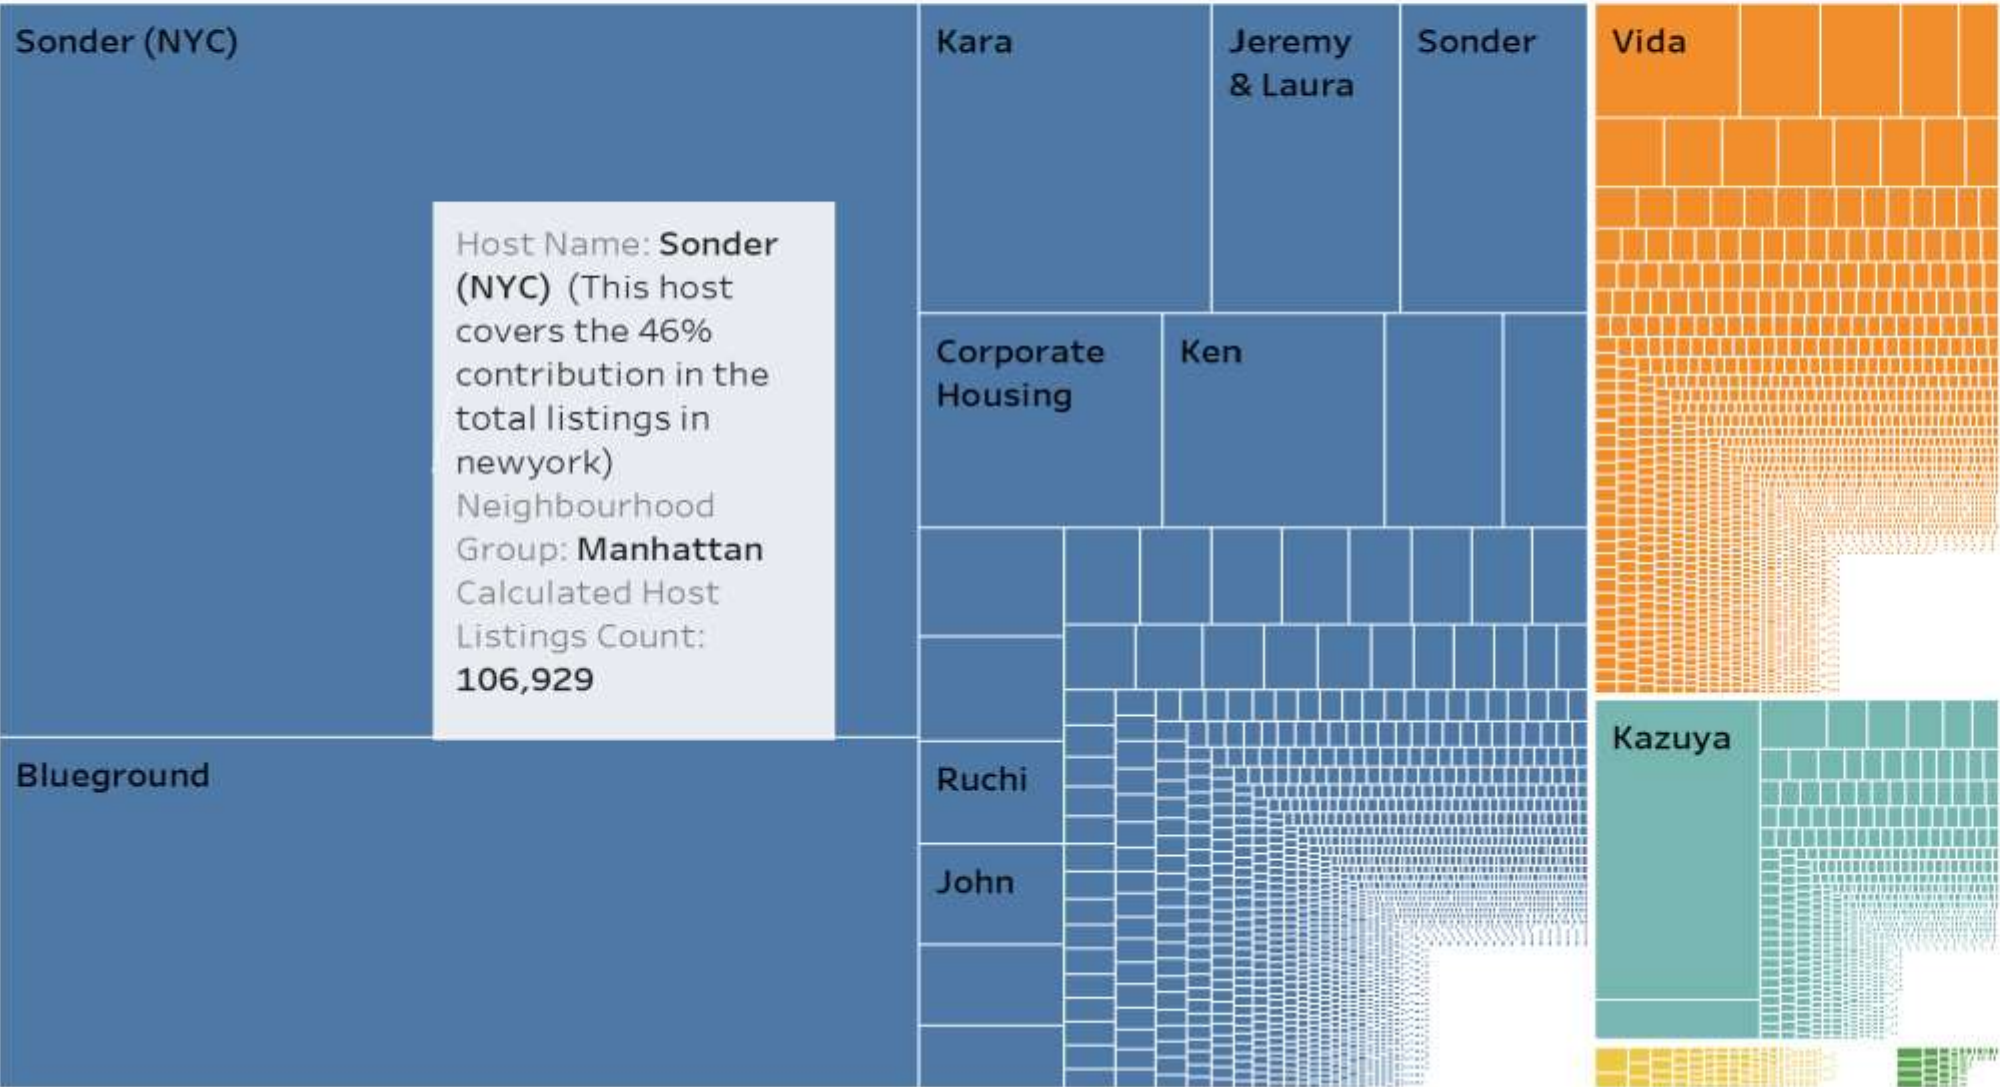 Sonder (NYC)
Kara
Jeremy
& Laura
Sonder
Vida
Host Name: Sonder
(NYC) (This host
covers the 46%
contribution in the
total listings in
newyork)
Neighbourhood
Group: Manhattan
Calculated Host
Listings Count:
106,929
Corporate
Housing
Ken
Blueground
Ruchi
John
Kazuya